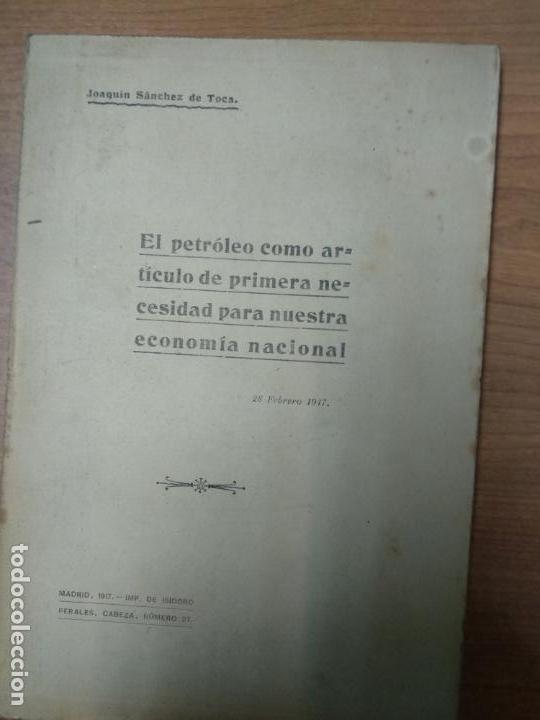 Joaquín Sánchez de Toca.
El petróleo como ar-
tículo de primera ne-
cesidad para nuestra
economía nacional
28 Febrero 1917.
MADRID, 1917. — IMP. DE ISIDORO
PERALES, CABEZA, NÚMERO 27.
todocoleccion